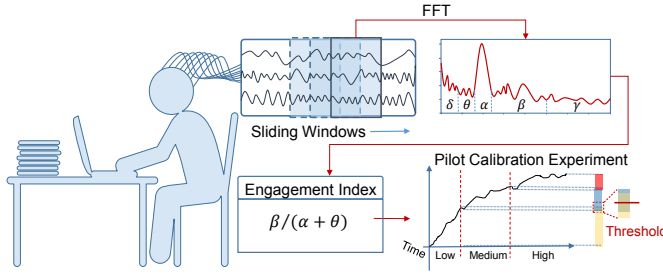 FFT
δ θ α β γ
Sliding Windows
Engagement Index
β/(α + θ)
Pilot Calibration Experiment
Threshold
Time
Low Medium High